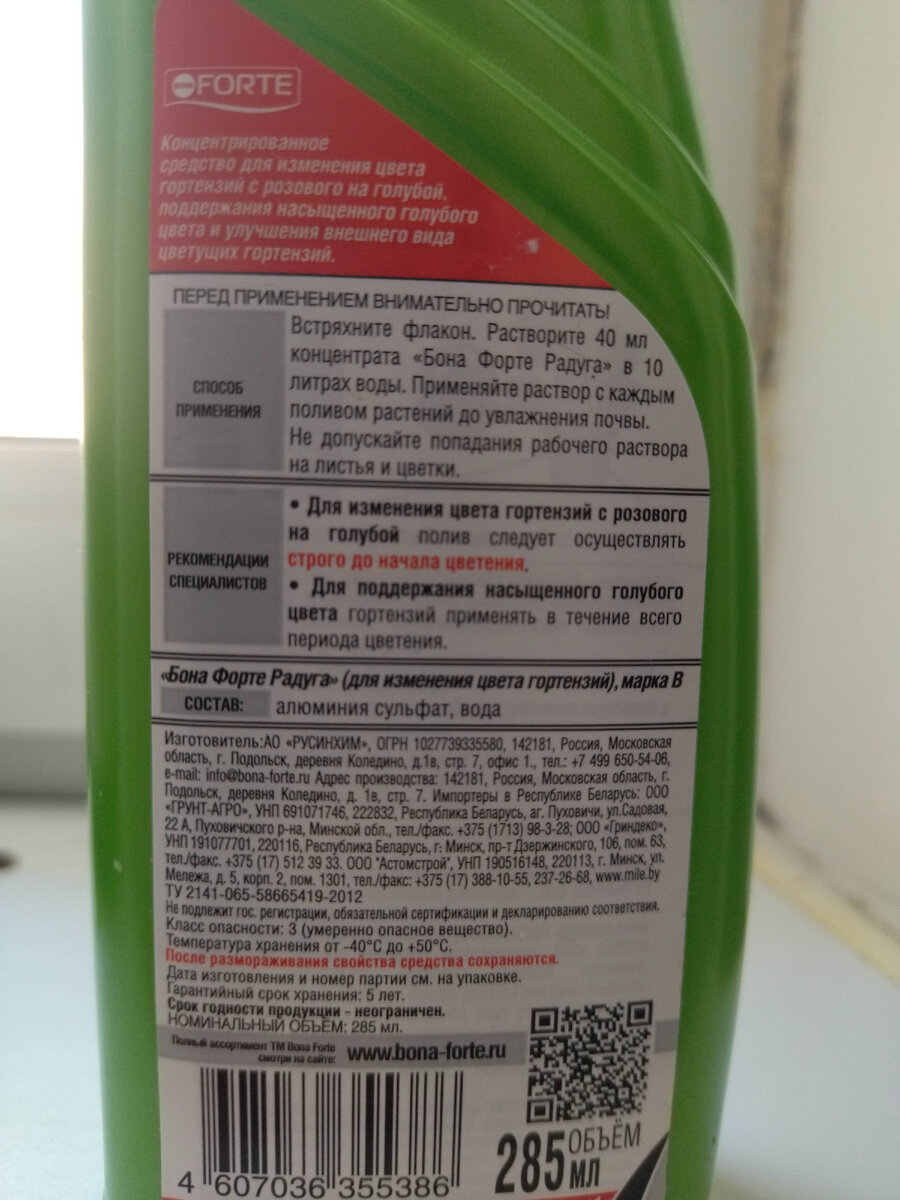 FORTE
Концентрированное
средство для изменения цвета
гортензий с розового на голубой,
поддержания насыщенного голубого
цвета и улучшения внешнего вида
цветущих гортензий.
ПЕРЕД ПРИМЕНЕНИЕМ ВНИМАТЕЛЬНО ПРОЧИТАТЬ!
СПОСОБ
ПРИМЕНЕНИЯ
Встряхните флакон. Растворите 40 мл
концентрата «Бона Форте Радуга» в 10
литрах воды. Применяйте раствор с каждым
поливом растений до увлажнения почвы.
Не допускайте попадания рабочего раствора
на листья и цветки.
РЕКОМЕНДАЦИИ
СПЕЦИАЛИСТОВ
• Для изменения цвета гортензий с розового
на голубой полив следует осуществлять
строго до начала цветения.
• Для поддержания насыщенного голубого
цвета гортензий применять в течение всего
периода цветения.
«Бона Форте Радуга» (для изменения цвета гортензий), марка В
СОСТАВ: алюминия сульфат, вода
Изготовитель:АО «РУСИНХИМ», ОГРН 1027739335580, 142181, Россия, Московская
область, г. Подольск, деревня Коледино, д.1в, стр. 7, офис 1., тел.: +7 499 650-54-06,
e-mail: info@bona-forte.ru Адрес производства: 142181, Россия, Московская область, г.
Подольск, деревня Коледино, д. 1в, стр. 7. Импортеры в Республике Беларусь: ООО
«ГРУНТ-АГРО», УНП 691071746, 222832, Республика Беларусь, аг. Пуховичи, ул.Садовая,
22 А, Пуховичского р-на, Минской обл., тел./факс. +375 (1713) 98-3-28; ООО «Гриндеко»,
УНП 191077701, 220116, Республика Беларусь, г. Минск, пр-т Дзержинского, 106, пом. 63,
тел./факс. +375 (17) 512 39 33. ООО "Астомстрой", УНП 190516148, 220113, г. Минск, ул.
Мележа, д. 5, корп. 2, пом. 1301, тел./факс: +375 (17) 388-10-55, 237-26-68, www.mile.by
ТУ 2141-065-58665419-2012
Не подлежит гос. регистрации, обязательной сертификации и декларированию соответствия.
Класс опасности: 3 (умеренно опасное вещество).
Температура хранения от -40°С до +50°С.
После размораживания свойства средства сохраняются.
Дата изготовления и номер партии см. на упаковке.
Гарантийный срок хранения: 5 лет.
Срок годности продукции - неограничен.
НОМИНАЛЬНЫЙ ОБЪЁМ: 285 мл.
Полный ассортимент ТМ Bona Forte
смотри на сайте: www.bona-forte.ru
4 607036 355386
285 ОБЪЁМ
МЛ